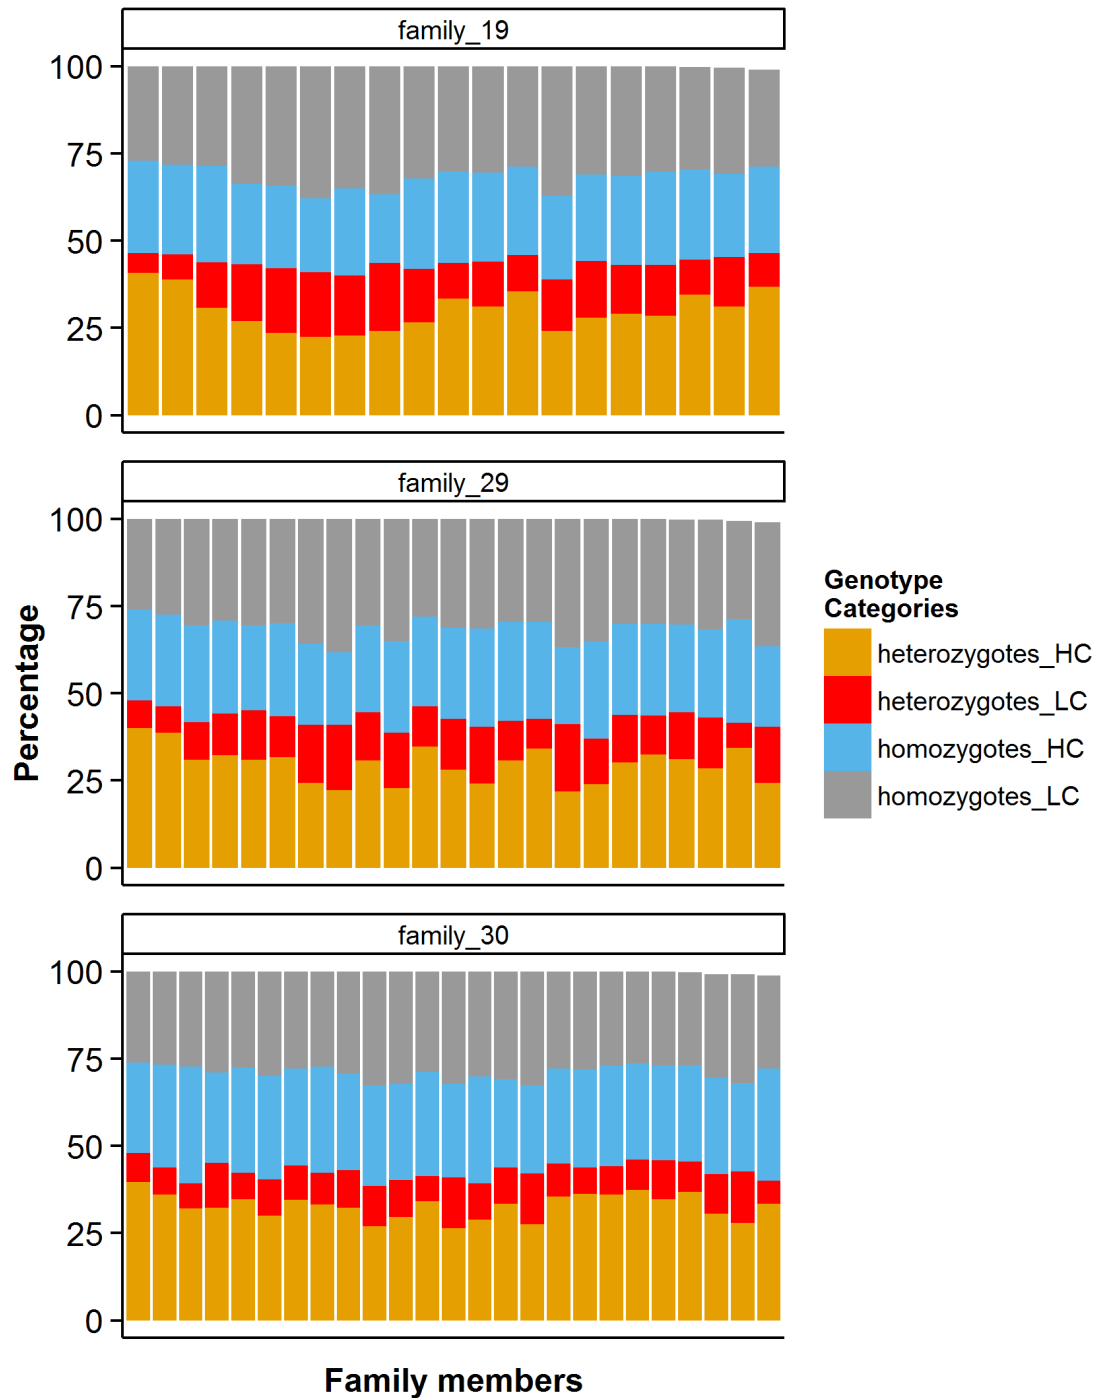 family_19
100
75
50
25
0
family_29
100
75
50
25
0
family_30
100
75
50
25
0
Percentage
Family members
Genotype
Categories
heterozygotes_HC
heterozygotes_LC
homozygotes_HC
homozygotes_LC